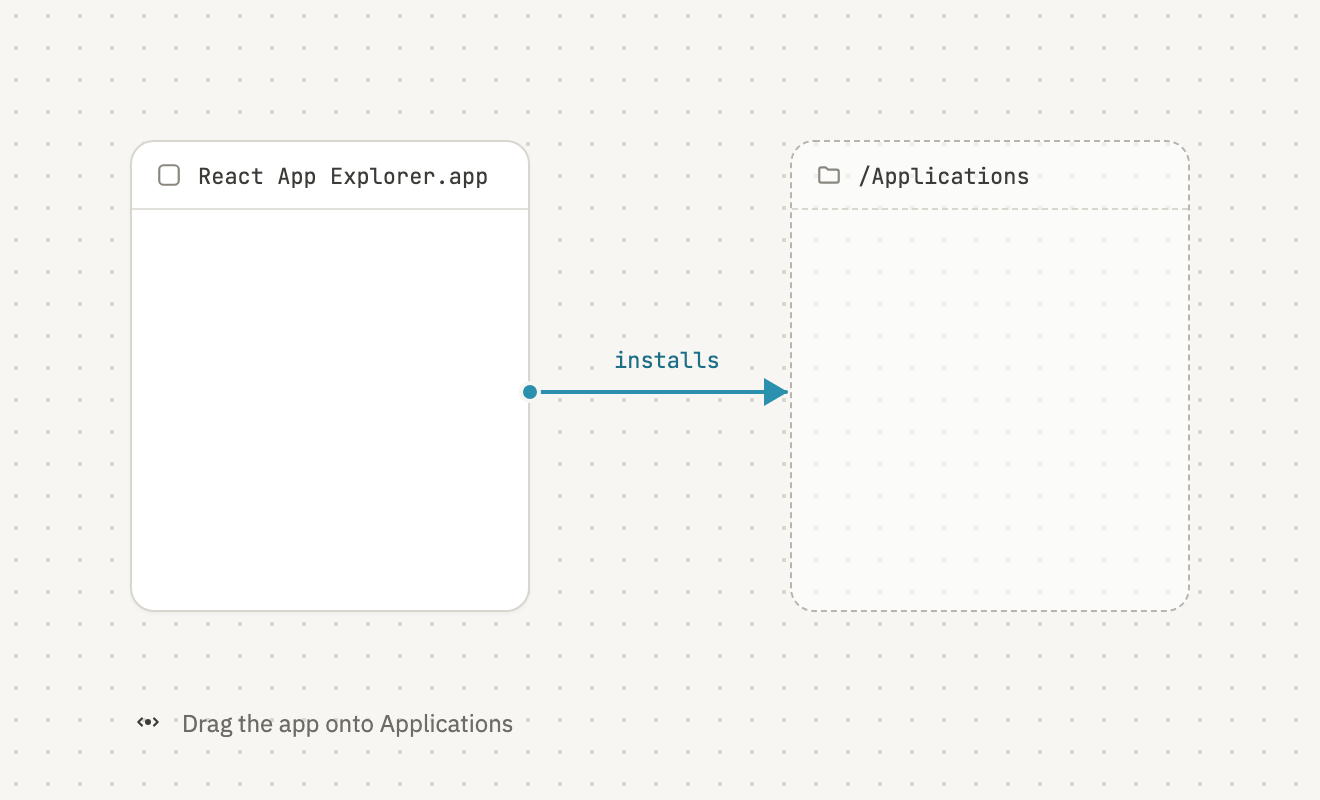 React App Explorer.app
/Applications
installs
Drag the app onto Applications